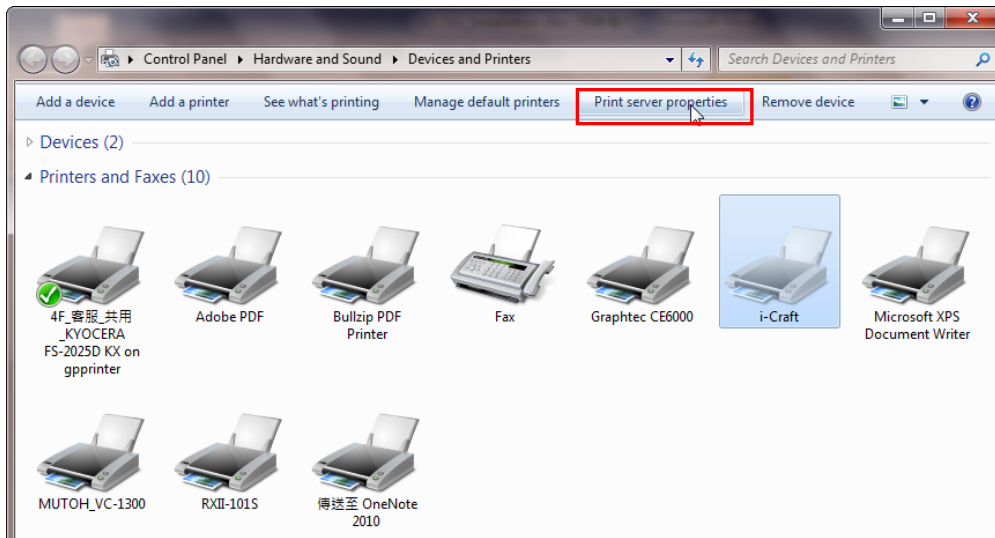 Control Panel ▸ Hardware and Sound ▸ Devices and Printers
Search Devices and Printers
Add a device Add a printer See what's printing Manage default printers Print server properties Remove device
Devices (2)
Printers and Faxes (10)
4F_客服_共用
_KYOCERA
FS-2025D KX on
gpprinter
Adobe PDF
Bullzip PDF
Printer
Fax
Graphtec CE6000
i-Craft
Microsoft XPS
Document Writer
MUTOH_VC-1300
RXII-101S
傳送至 OneNote
2010